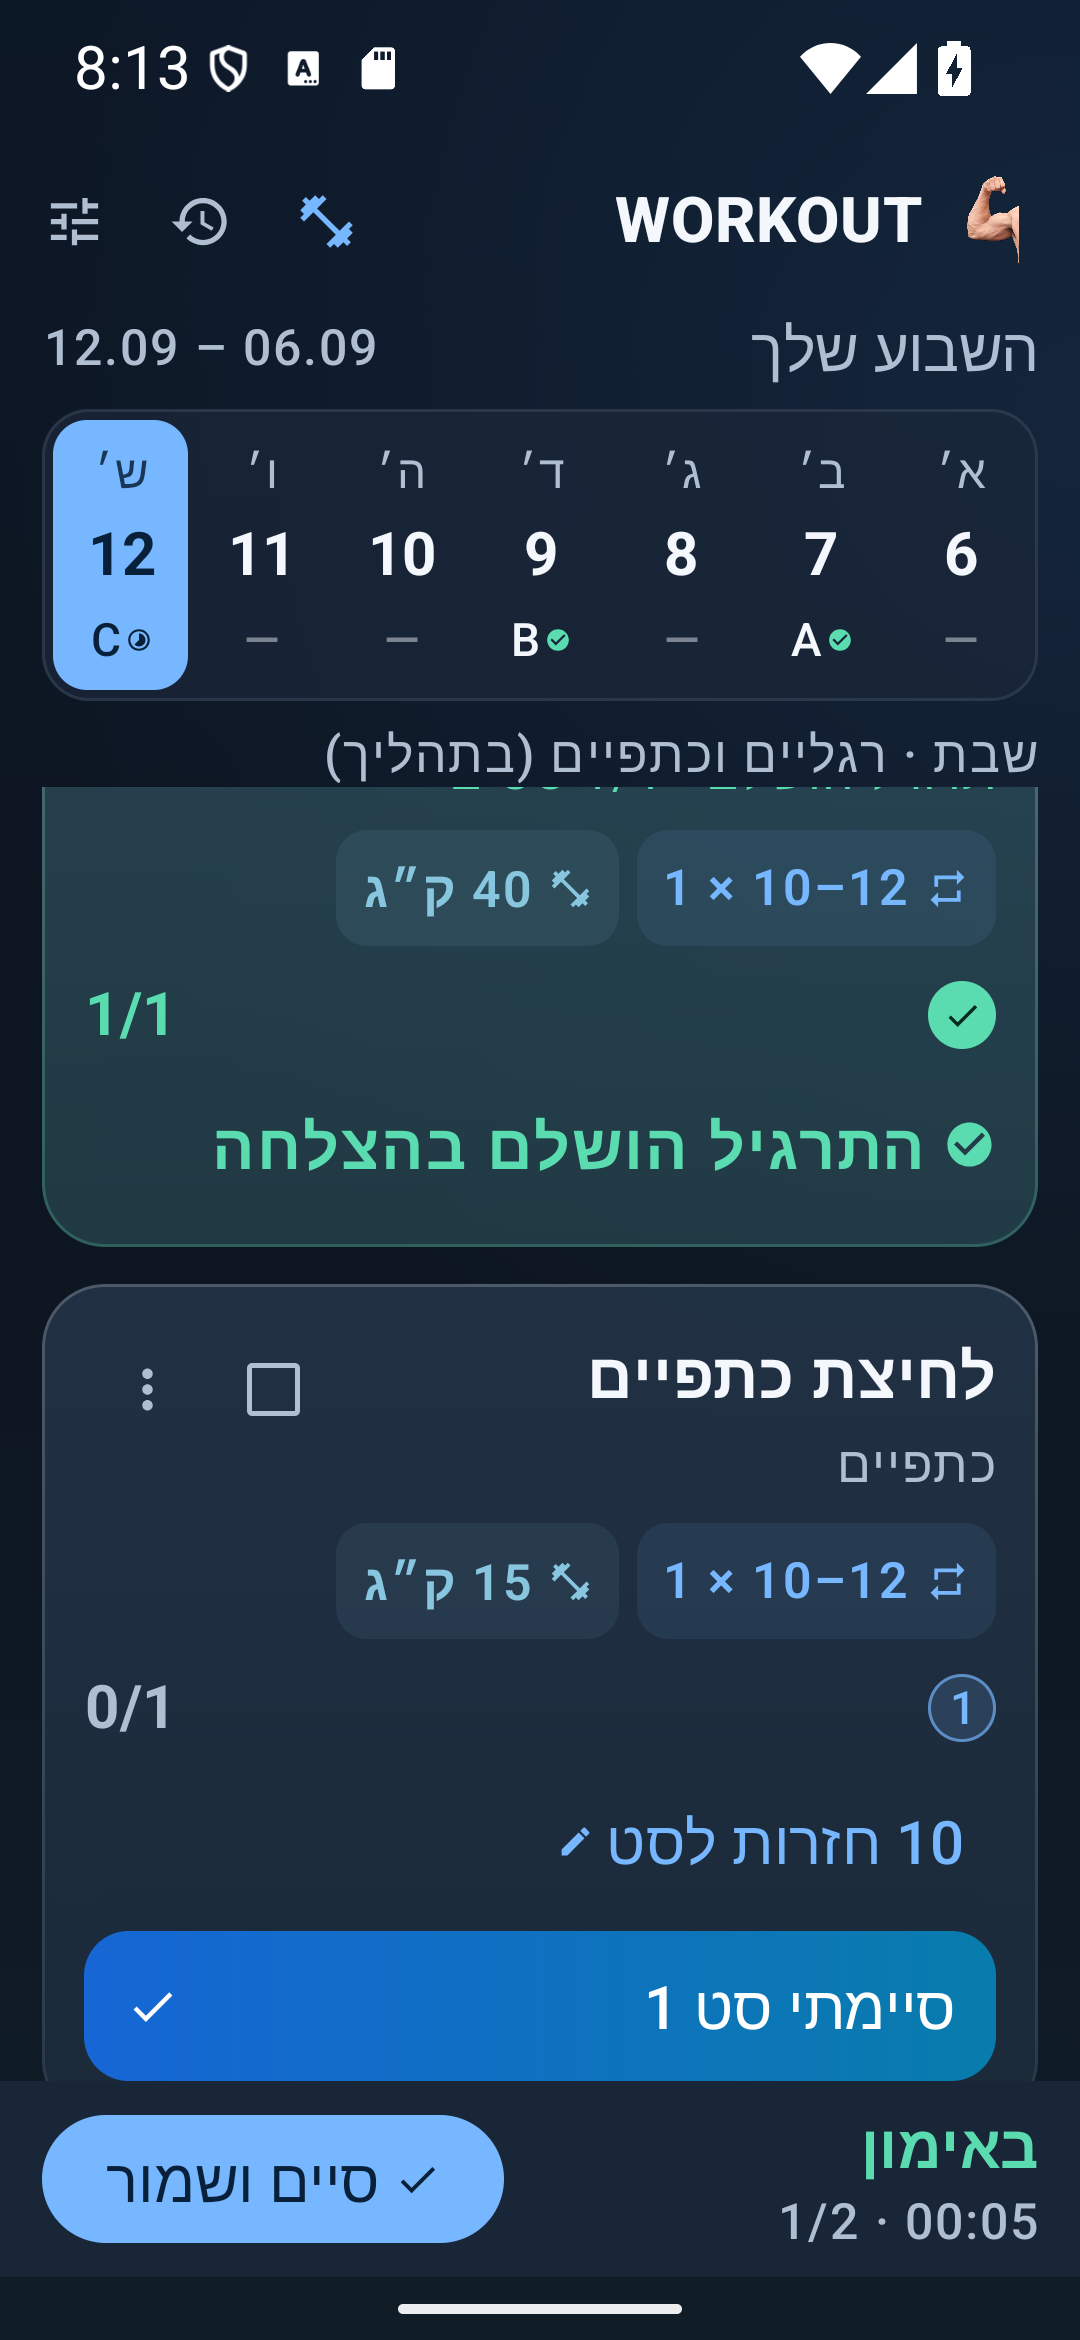 8:13
WORKOUT
השבוע שלך
06.09 – 12.09
א׳ ב׳ ג׳ ד׳ ה׳ ו׳ ש׳
6 7 8 9 10 11 12
– A – B – – C
שבת · רגליים וכתפיים (בתהליך)
1 × 10–12
40 ק״ג
1/1
התרגיל הושלם בהצלחה
לחיצת כתפיים
כתפיים
1 × 10–12
15 ק״ג
1
0/1
10 חזרות לסט
סיימתי סט 1
באימון
00:05 · 1/2
סיים ושמור